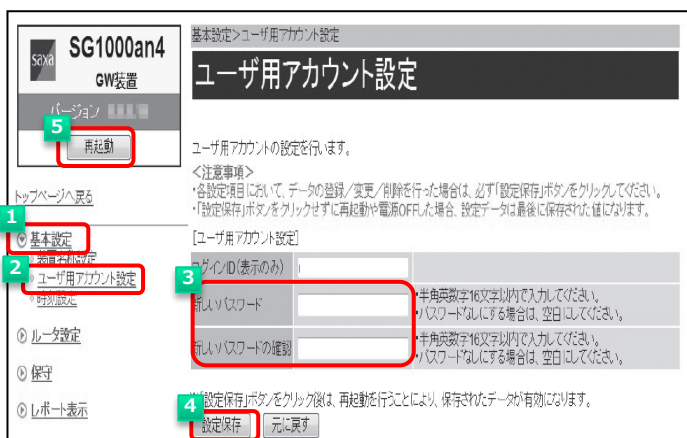 saxa
SG1000an4
GW装置
バージョン
5
再起動
トップページへ戻る
1
基本設定
装置名称設定
2
ユーザ用アカウント設定
時刻設定
ルータ設定
保守
レポート表示
基本設定>ユーザ用アカウント設定
ユーザ用アカウント設定
ユーザ用アカウントの設定を行います。
<注意事項>
・各設定項目において、データの登録/変更/削除を行った場合は、必ず「設定保存」ボタンをクリックしてください。
・「設定保存」ボタンをクリックせずに再起動や電源OFFした場合、設定データは最後に保存された値になります。
[ユーザ用アカウント設定]
ログインID(表示のみ)
3
新しいパスワード
・半角英数字16文字以内で入力してください。
・パスワードなしにする場合は、空白にしてください。
新しいパスワードの確認
・半角英数字16文字以内で入力してください。
・パスワードなしにする場合は、空白にしてください。
※「設定保存」ボタンをクリック後は、再起動を行うことにより、保存されたデータが有効になります。
4
設定保存
元に戻す